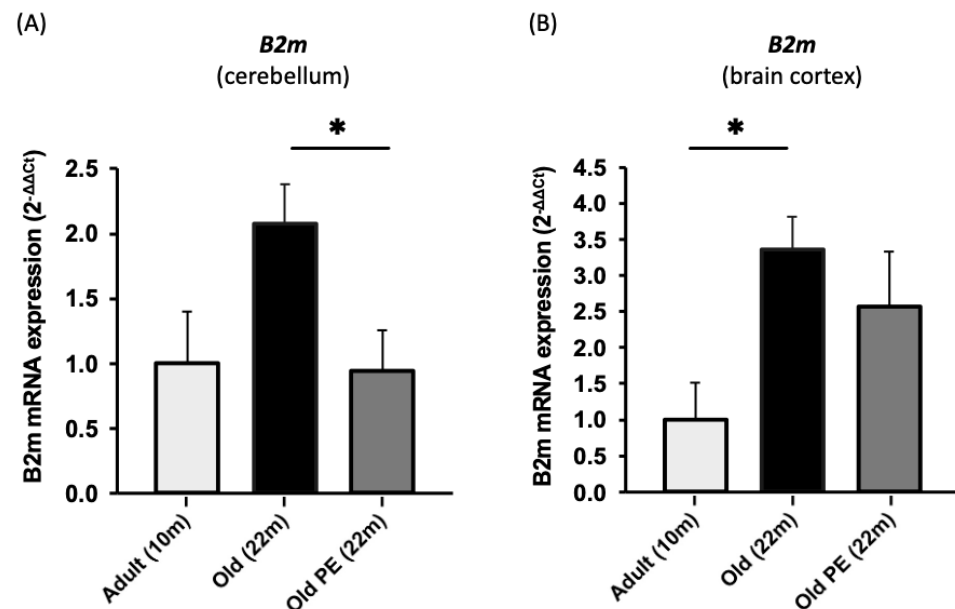 (A)
B2m
(cerebellum)
*
B2m mRNA expression (2-ΔΔCt)
2.5
2.0
1.5
1.0
0.5
0.0
Adult (10m)
Old (22m)
Old PE (22m)
(B)
B2m
(brain cortex)
*
B2m mRNA expression (2-ΔΔCt)
4.5
4.0
3.5
3.0
2.5
2.0
1.5
1.0
0.5
0.0
Adult (10m)
Old (22m)
Old PE (22m)